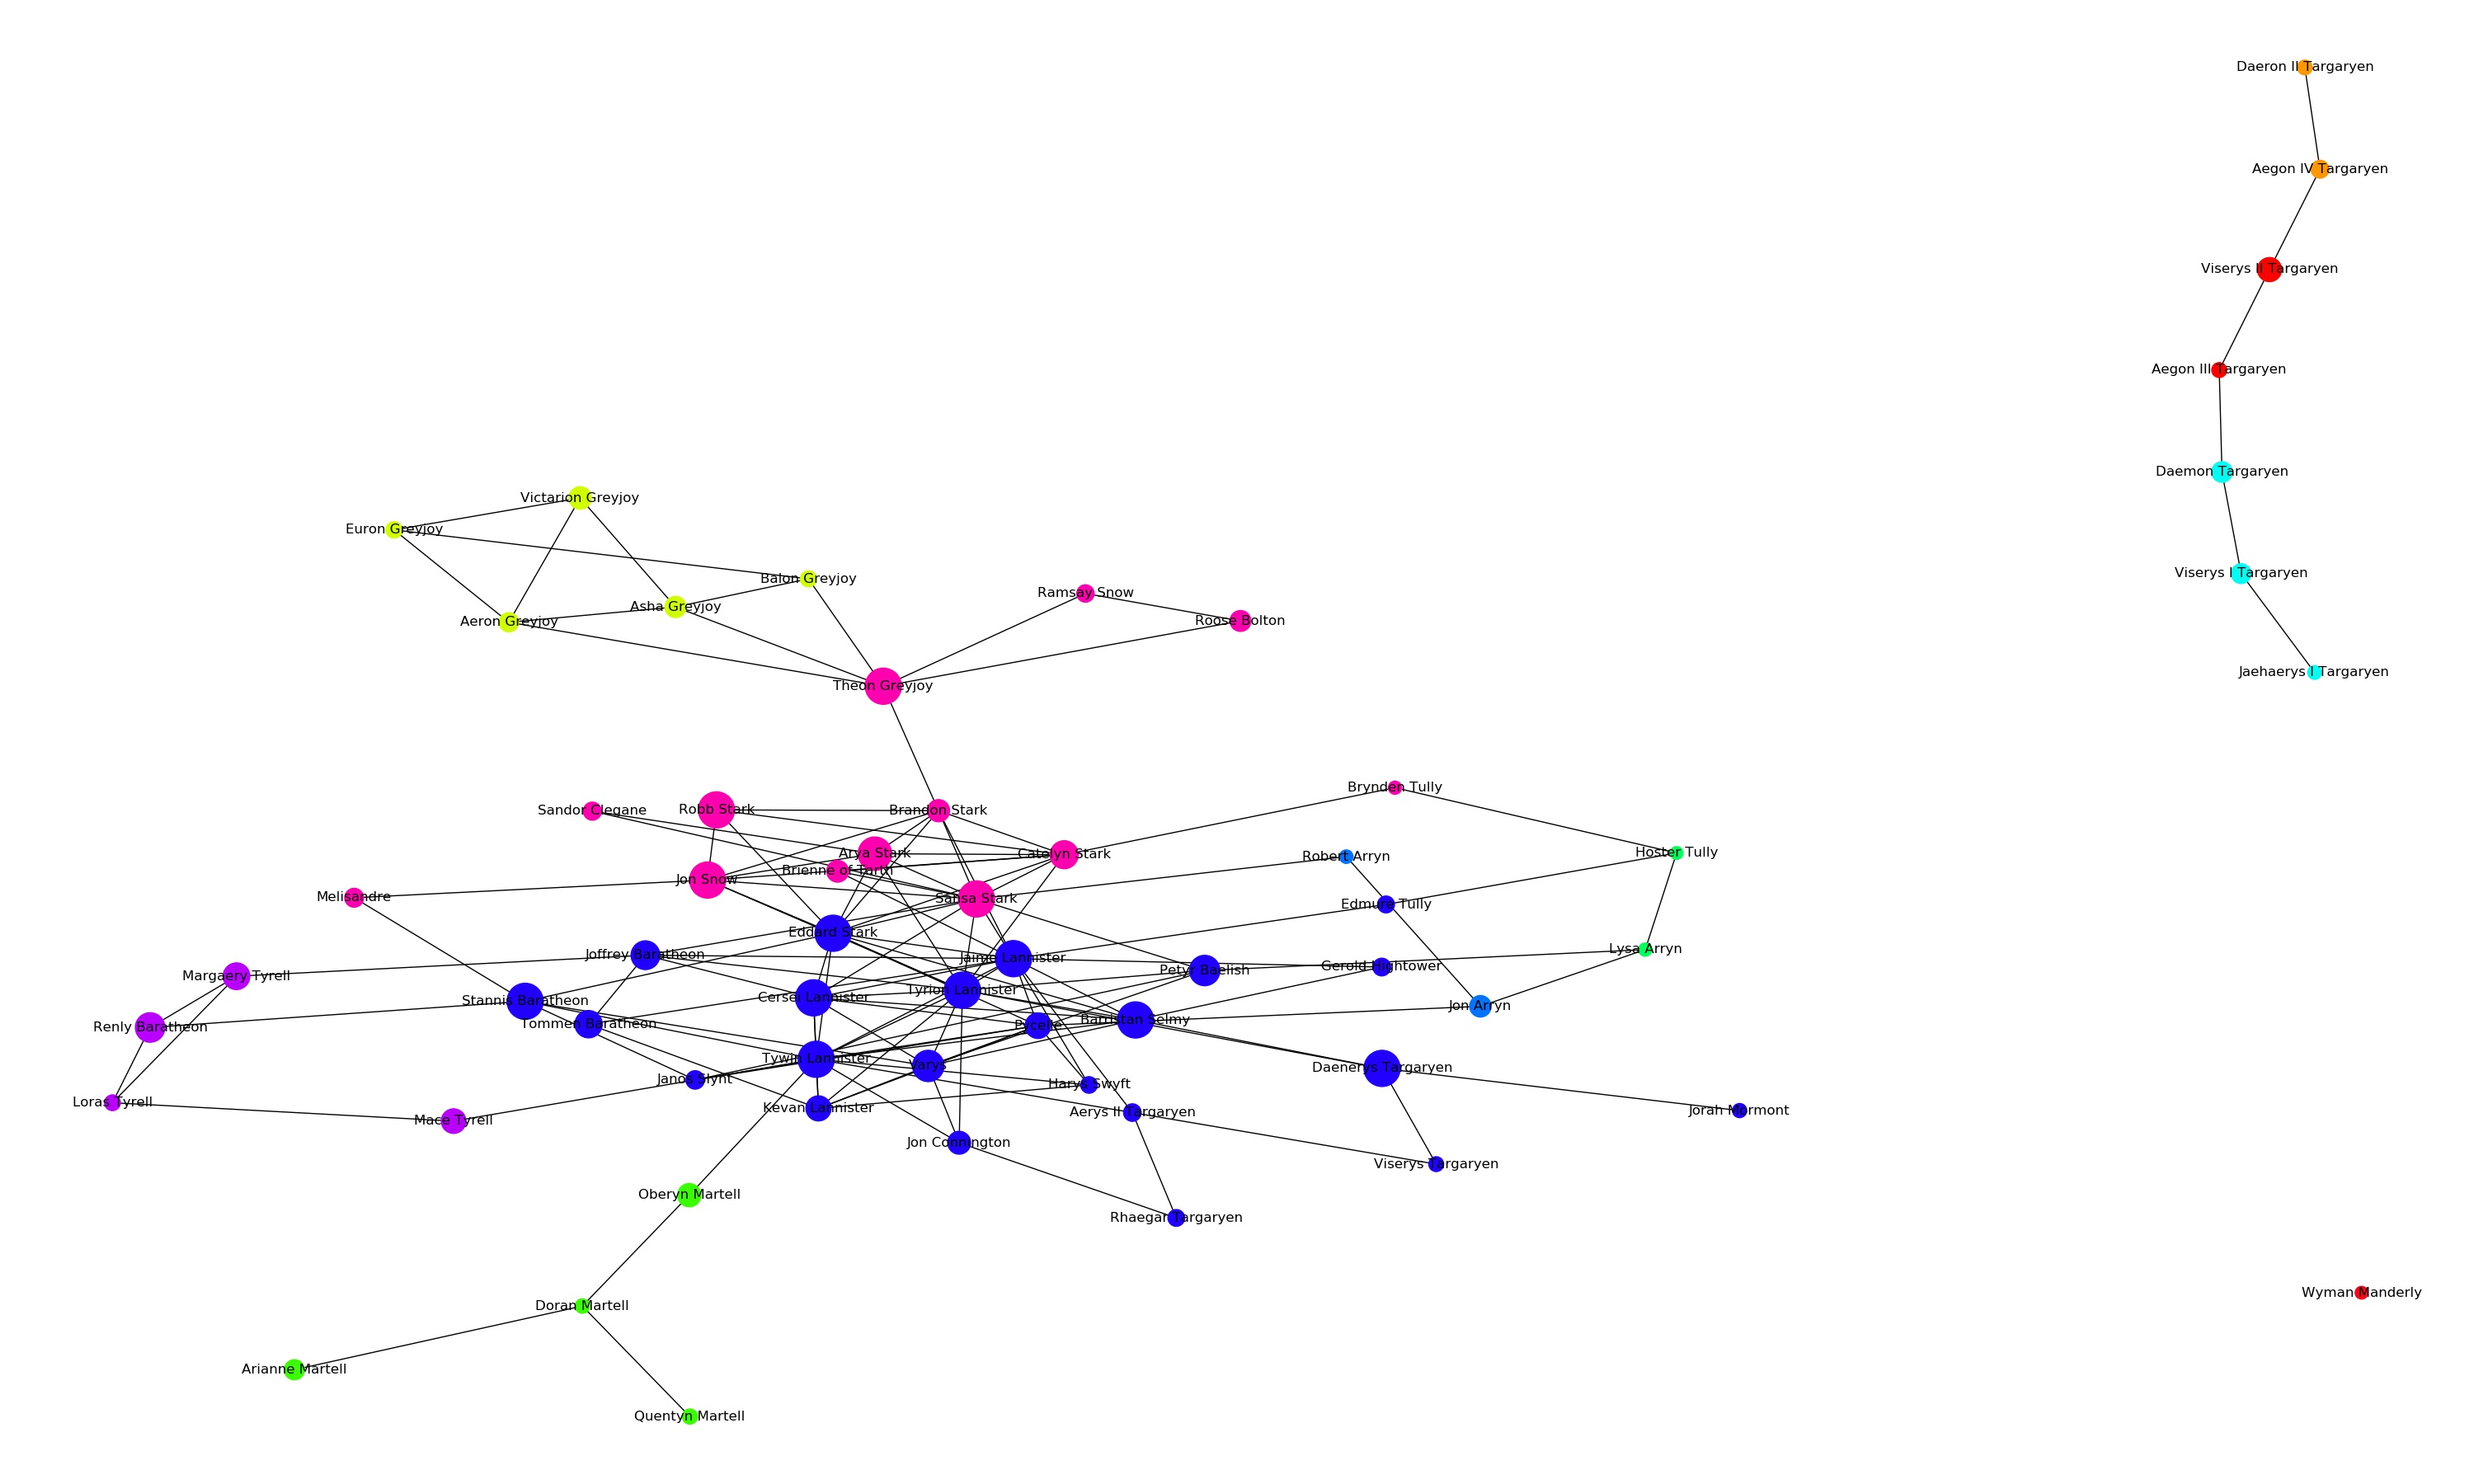 Daeron II Targaryen
Aegon IV Targaryen
Viserys II Targaryen
Aegon III Targaryen
Daemon Targaryen
Victarion Greyjoy
Euron Greyjoy
Viserys I Targaryen
Balon Greyjoy
Ramsay Snow
Asha Greyjoy
Aeron Greyjoy
Roose Bolton
Jaehaerys I Targaryen
Theon Greyjoy
Brynden Tully
Sandor Clegane
Robb Stark
Brandon Stark
Arya Stark
Catelyn Stark
Hoster Tully
Robert Arryn
Brienne of Tarth
Jon Snow
Melisandre
Sansa Stark
Edmure Tully
Eddard Stark
Lysa Arryn
Joffrey Baratheon
Jaime Lannister
Gerold Hightower
Petyr Baelish
Margaery Tyrell
Tyrion Lannister
Cersei Lannister
Stannis Baratheon
Jon Arryn
Barristan Selmy
Tommen Baratheon
Pycelle
Renly Baratheon
Tywin Lannister
Varys
Daenerys Targaryen
Janos Slynt
Harys Swyft
Loras Tyrell
Kevan Lannister
Jorah Mormont
Aerys II Targaryen
Mace Tyrell
Jon Connington
Viserys Targaryen
Oberyn Martell
Rhaegar Targaryen
Wyman Manderly
Doran Martell
Arianne Martell
Quentyn Martell